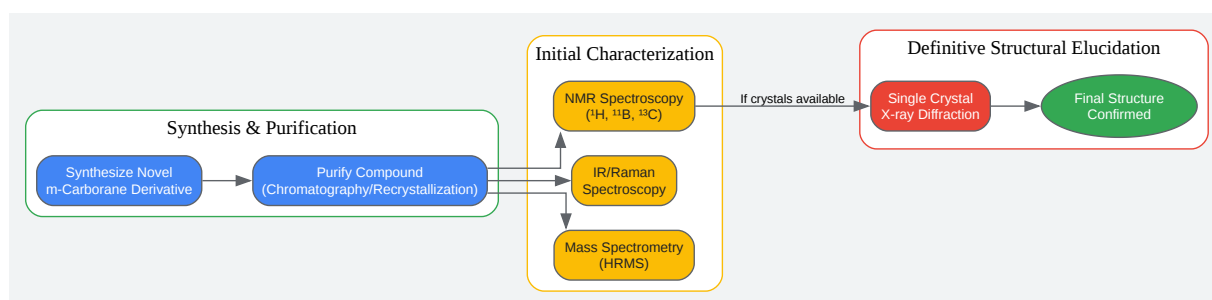 Synthesis & Purification
Synthesize Novel
m-Carborane Derivative
Purify Compound
(Chromatography/Recrystallization)
Initial Characterization
NMR Spectroscopy
(¹H, ¹¹B, ¹³C)
IR/Raman
Spectroscopy
Mass Spectrometry
(HRMS)
If crystals available
Definitive Structural Elucidation
Single Crystal
X-ray Diffraction
Final Structure
Confirmed